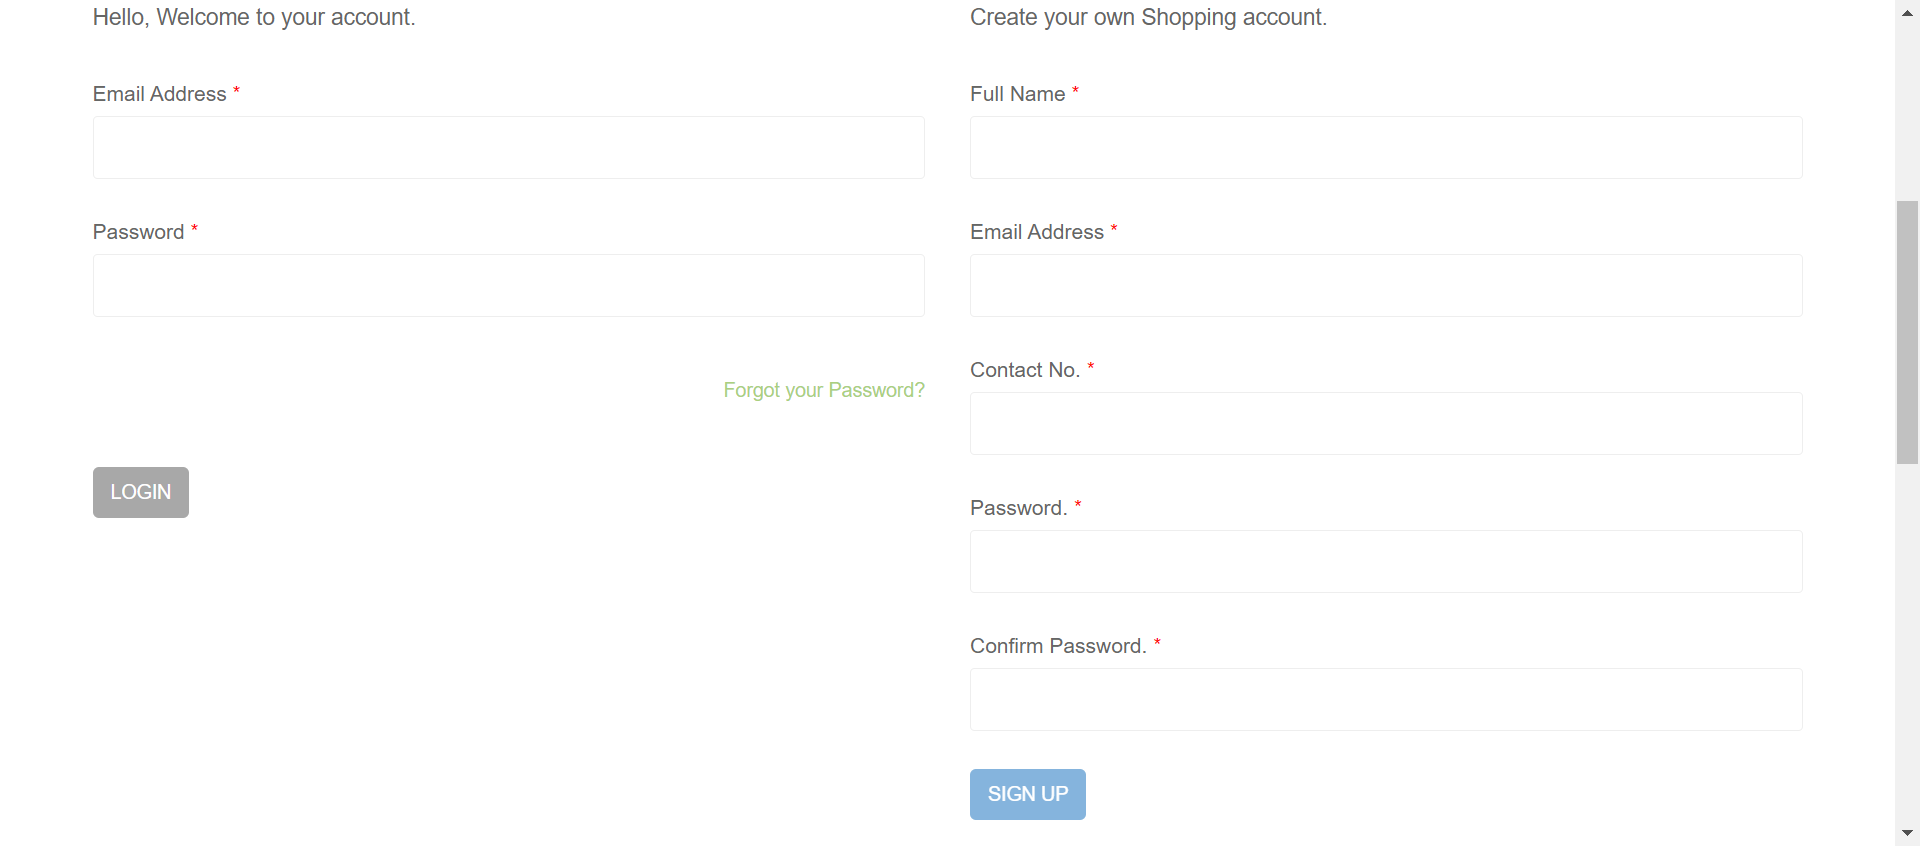 Hello, Welcome to your account.
Email Address *
Password *
Forgot your Password?
LOGIN
Create your own Shopping account.
Full Name *
Email Address *
Contact No. *
Password. *
Confirm Password. *
SIGN UP